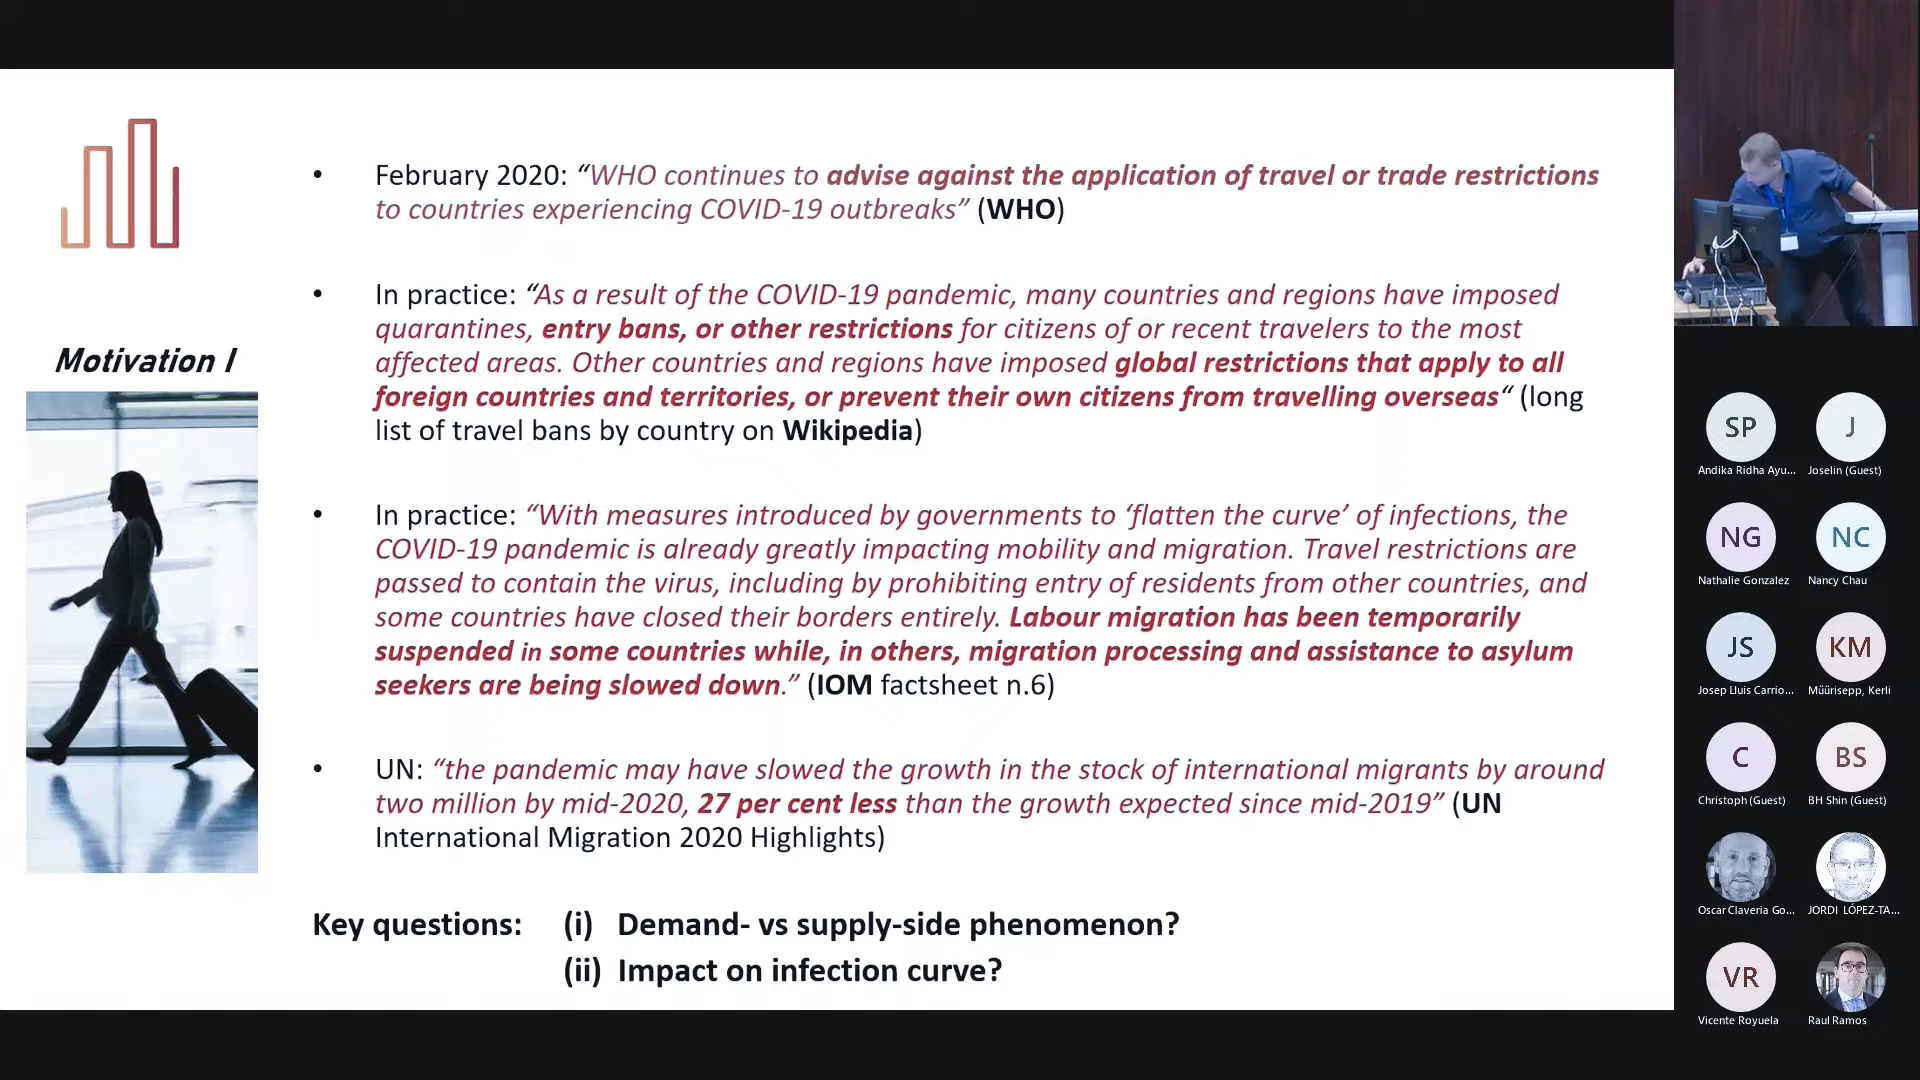 Motivation I
• February 2020: “WHO continues to advise against the application of travel or trade restrictions
to countries experiencing COVID-19 outbreaks” (WHO)
• In practice: “As a result of the COVID-19 pandemic, many countries and regions have imposed
quarantines, entry bans, or other restrictions for citizens of or recent travelers to the most
affected areas. Other countries and regions have imposed global restrictions that apply to all
foreign countries and territories, or prevent their own citizens from travelling overseas“ (long
list of travel bans by country on Wikipedia)
• In practice: “With measures introduced by governments to ‘flatten the curve’ of infections, the
COVID-19 pandemic is already greatly impacting mobility and migration. Travel restrictions are
passed to contain the virus, including by prohibiting entry of residents from other countries, and
some countries have closed their borders entirely. Labour migration has been temporarily
suspended in some countries while, in others, migration processing and assistance to asylum
seekers are being slowed down.” (IOM factsheet n.6)
• UN: “the pandemic may have slowed the growth in the stock of international migrants by around
two million by mid-2020, 27 per cent less than the growth expected since mid-2019” (UN
International Migration 2020 Highlights)
Key questions: (i) Demand- vs supply-side phenomenon?
(ii) Impact on infection curve?
SP J
Andika Ridha Ayu... Joselin (Guest)
NG NC
Nathalie Gonzalez Nancy Chau
JS KM
Josep Lluis Carrio... Müürisepp, Kerli
C BS
Christoph (Guest) BH Shin (Guest)
Oscar Claveria Go... JORDI LÓPEZ-TA...
VR
Vicente Royuela Raul Ramos